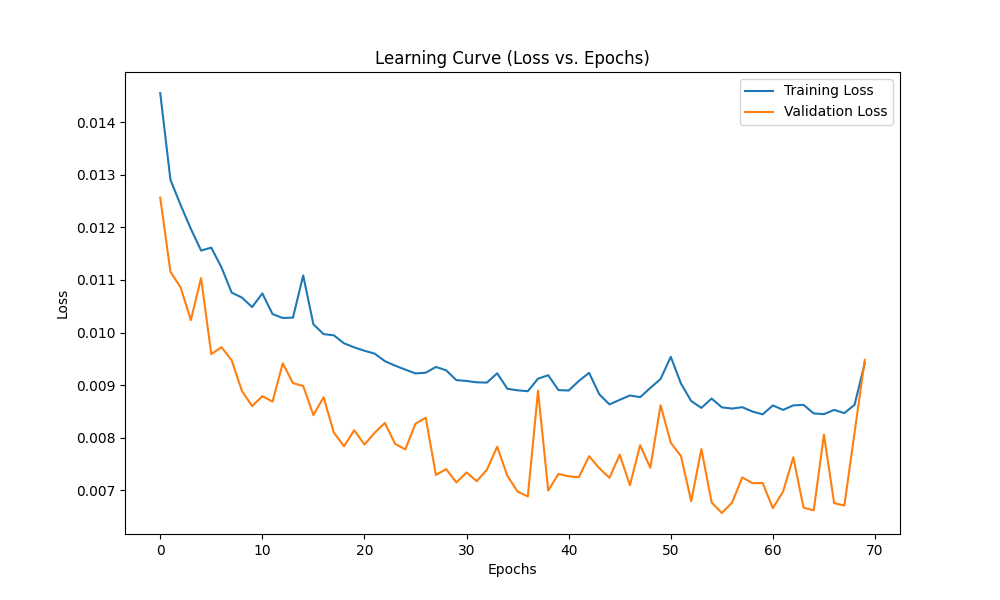 Learning Curve (Loss vs. Epochs)
Training Loss
Validation Loss
0.014
0.013
0.012
0.011
0.010
0.009
0.008
0.007
Loss
0 10 20 30 40 50 60 70
Epochs